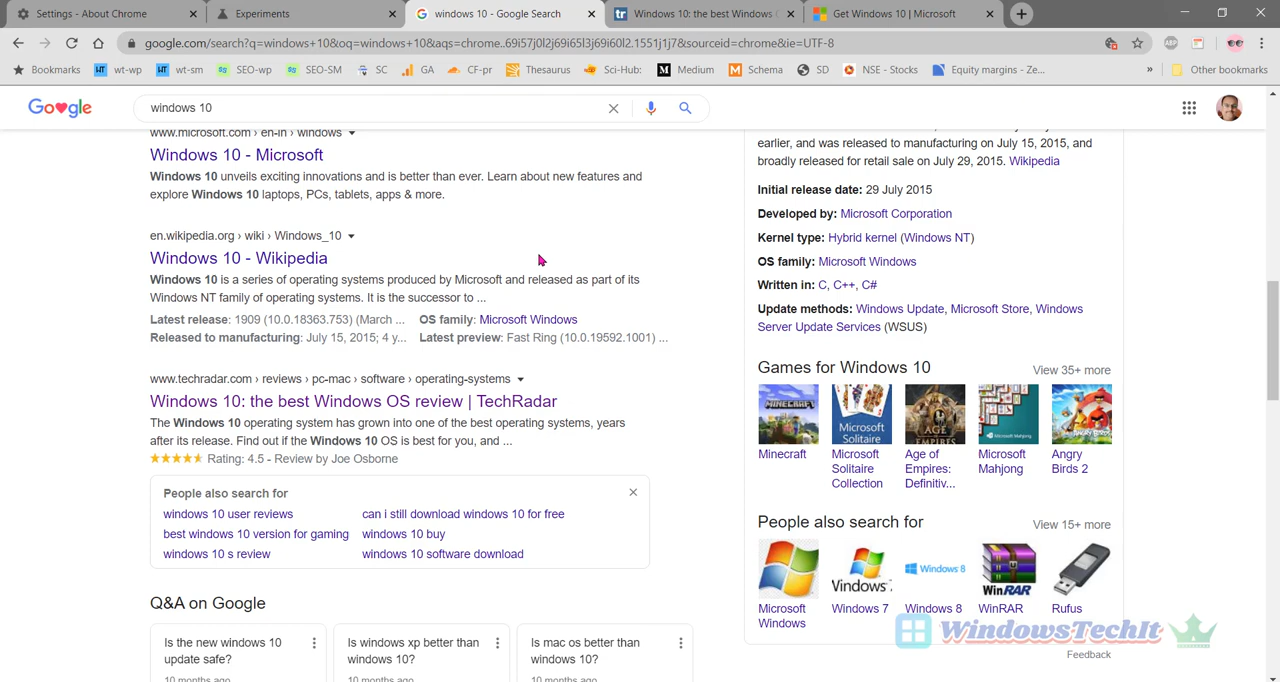 Settings - About Chrome
Experiments
windows 10 - Google Search
Windows 10: the best Windows
Get Windows 10 | Microsoft
google.com/search?q=windows+10&oq=windows+10&aqs=chrome..69i57j0l2j69i65l3j69i60l2.1551j1j7&sourceid=chrome&ie=UTF-8
Bookmarks
wt-wp
wt-sm
SEO-wp
SEO-SM
SC
GA
CF-pr
Thesaurus
Sci-Hub:
Medium
Schema
SD
NSE - Stocks
Equity margins - Ze...
»
Other bookmarks
Google
windows 10
www.microsoft.com › en-in › windows
Windows 10 - Microsoft
Windows 10 unveils exciting innovations and is better than ever. Learn about new features and
explore Windows 10 laptops, PCs, tablets, apps & more.
en.wikipedia.org › wiki › Windows_10
Windows 10 - Wikipedia
Windows 10 is a series of operating systems produced by Microsoft and released as part of its
Windows NT family of operating systems. It is the successor to ...
Latest release: 1909 (10.0.18363.753) (March ... OS family: Microsoft Windows
Released to manufacturing: July 15, 2015; 4 y... Latest preview: Fast Ring (10.0.19592.1001) ...
www.techradar.com › reviews › pc-mac › software › operating-systems
Windows 10: the best Windows OS review | TechRadar
The Windows 10 operating system has grown into one of the best operating systems, years
after its release. Find out if the Windows 10 OS is best for you, and ...
Rating: 4.5 - Review by Joe Osborne
People also search for
windows 10 user reviews
can i still download windows 10 for free
best windows 10 version for gaming
windows 10 buy
windows 10 s review
windows 10 software download
Q&A on Google
Is the new windows 10
update safe?
10 months ago
Is windows xp better than
windows 10?
10 months ago
Is mac os better than
windows 10?
10 months ago
earlier, and was released to manufacturing on July 15, 2015, and
broadly released for retail sale on July 29, 2015. Wikipedia
Initial release date: 29 July 2015
Developed by: Microsoft Corporation
Kernel type: Hybrid kernel (Windows NT)
OS family: Microsoft Windows
Written in: C, C++, C#
Update methods: Windows Update, Microsoft Store, Windows
Server Update Services (WSUS)
Games for Windows 10
View 35+ more
MINECRAFT
Microsoft
Solitaire
AGE OF
EMPIRES
Microsoft Mahjong
Minecraft
Microsoft
Solitaire
Collection
Age of
Empires:
Definitiv...
Microsoft
Mahjong
Angry
Birds 2
People also search for
View 15+ more
Windows
Windows 8
WinRAR
Microsoft
Windows
Windows 7
Windows 8
WinRAR
Rufus
WindowsTechIt
Feedback